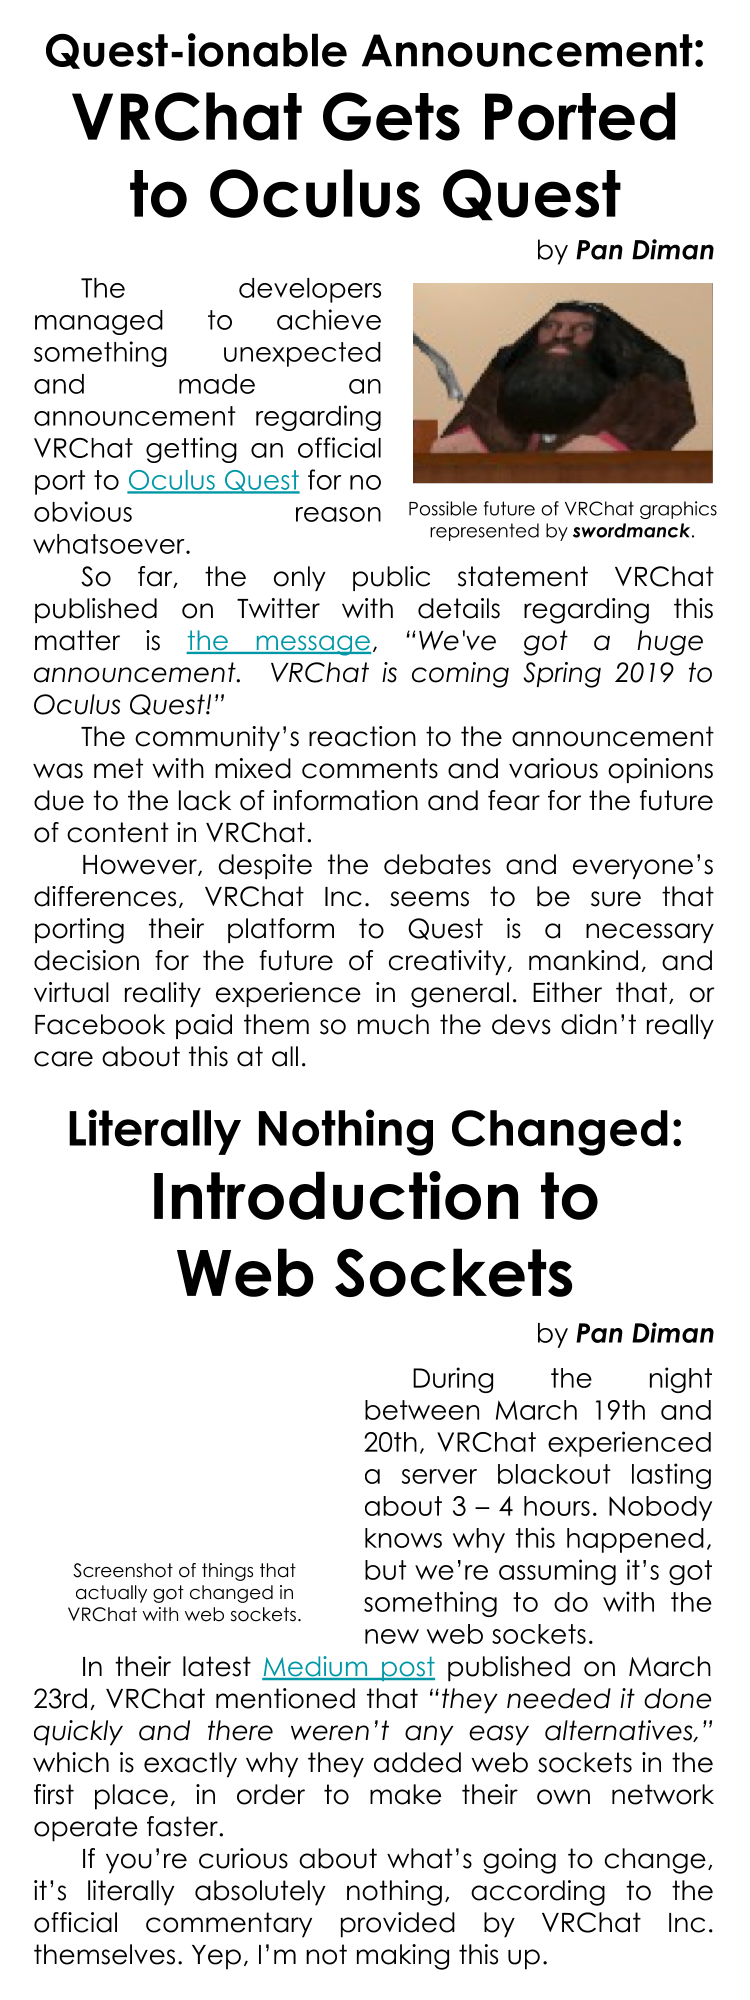 Quest-ionable Announcement:
VRChat Gets Ported
to Oculus Quest
by Pan Diman
The developers
managed to achieve
something unexpected
and made an
announcement regarding
VRChat getting an official
port to Oculus Quest for no
obvious reason
whatsoever.
Possible future of VRChat graphics
represented by swordmanck.
So far, the only public statement VRChat
published on Twitter with details regarding this
matter is the message, “We've got a huge
announcement. VRChat is coming Spring 2019 to
Oculus Quest!”
The community’s reaction to the announcement
was met with mixed comments and various opinions
due to the lack of information and fear for the future
of content in VRChat.
However, despite the debates and everyone’s
differences, VRChat Inc. seems to be sure that
porting their platform to Quest is a necessary
decision for the future of creativity, mankind, and
virtual reality experience in general. Either that, or
Facebook paid them so much the devs didn’t really
care about this at all.
Literally Nothing Changed:
Introduction to
Web Sockets
by Pan Diman
During the night
between March 19th and
20th, VRChat experienced
a server blackout lasting
about 3 – 4 hours. Nobody
knows why this happened,
but we’re assuming it’s got
something to do with the
new web sockets.
Screenshot of things that
actually got changed in
VRChat with web sockets.
In their latest Medium post published on March
23rd, VRChat mentioned that “they needed it done
quickly and there weren’t any easy alternatives,”
which is exactly why they added web sockets in the
first place, in order to make their own network
operate faster.
If you’re curious about what’s going to change,
it’s literally absolutely nothing, according to the
official commentary provided by VRChat Inc.
themselves. Yep, I’m not making this up.